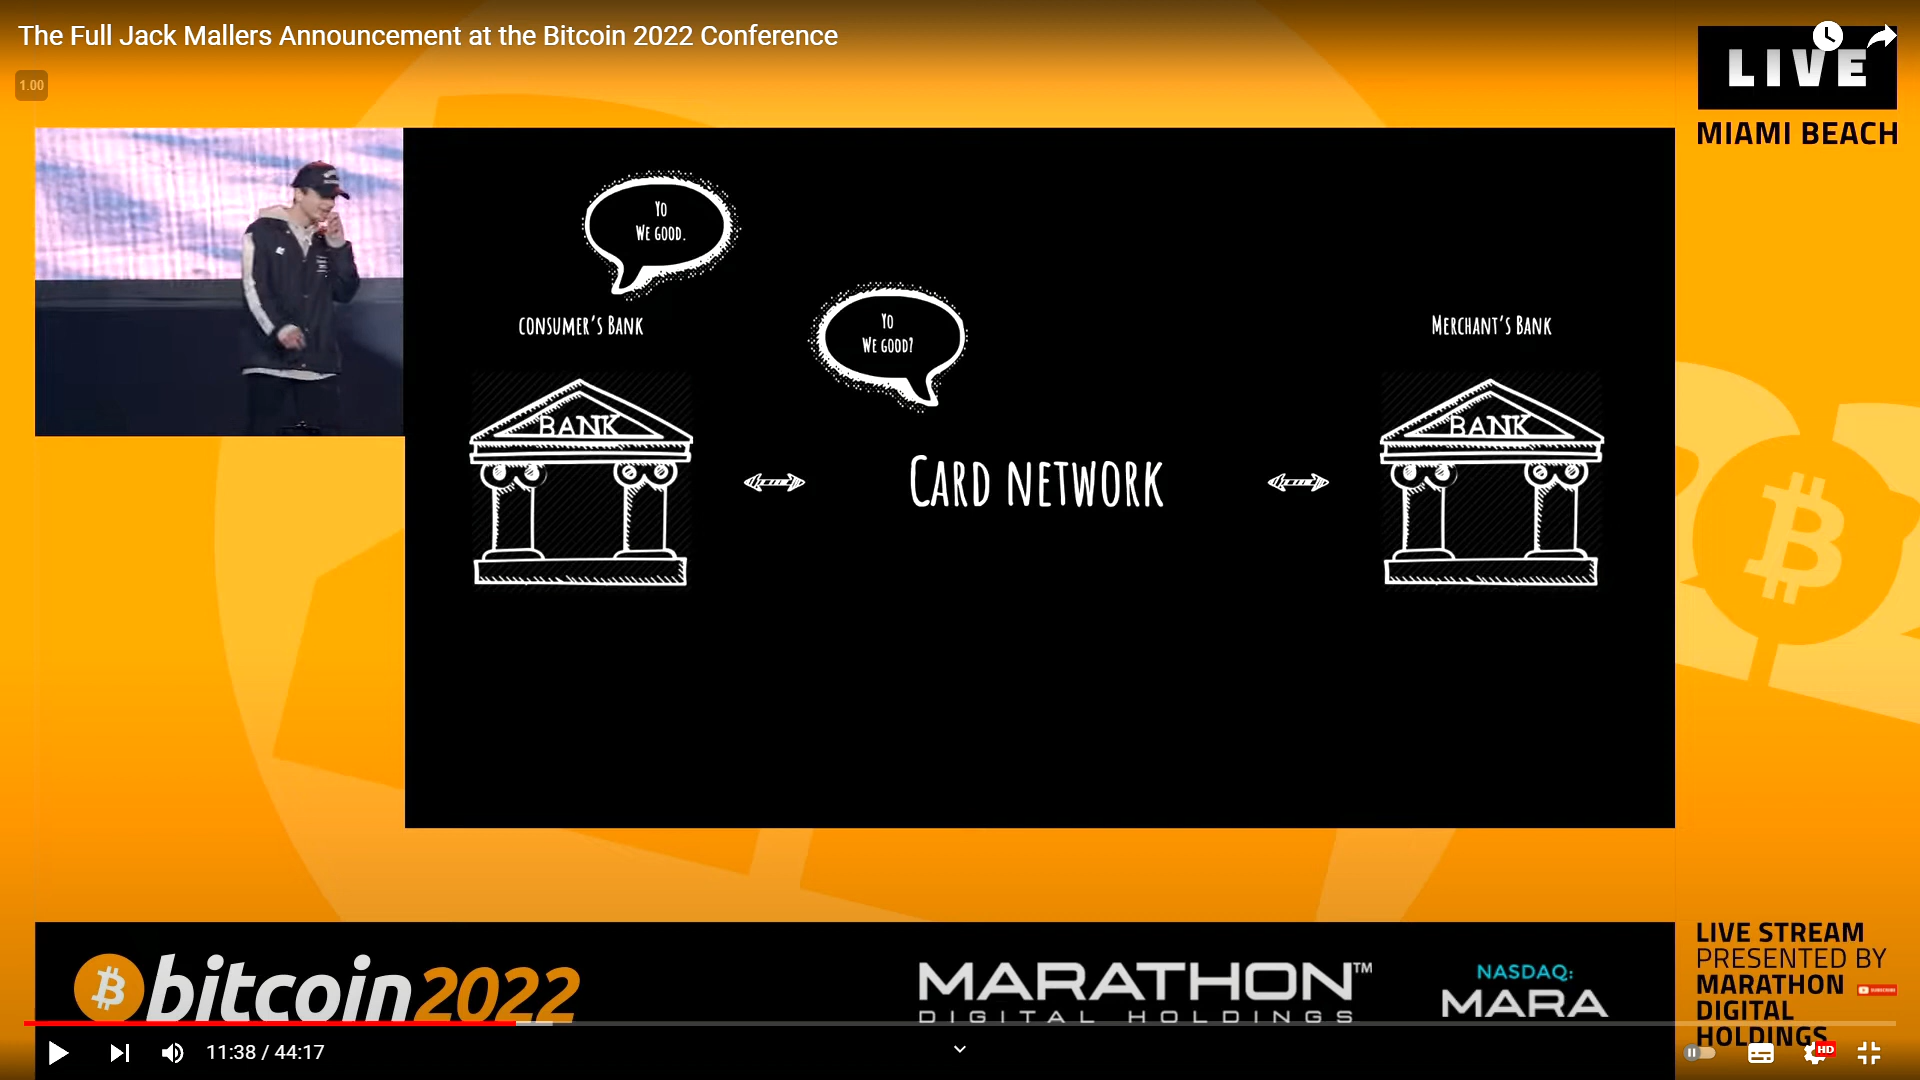 The Full Jack Mallers Announcement at the Bitcoin 2022 Conference
1.00
LIVE
MIAMI BEACH
Yo
We good.
Yo
We good?
consumer's Bank
Merchant's Bank
BANK
Card network
BANK
bitcoin 2022
MARATHON™
DIGITAL HOLDINGS
NASDAQ:
MARA
LIVE STREAM
PRESENTED BY
MARATHON
DIGITAL
HOLDINGS
11:38 / 44:17
HD